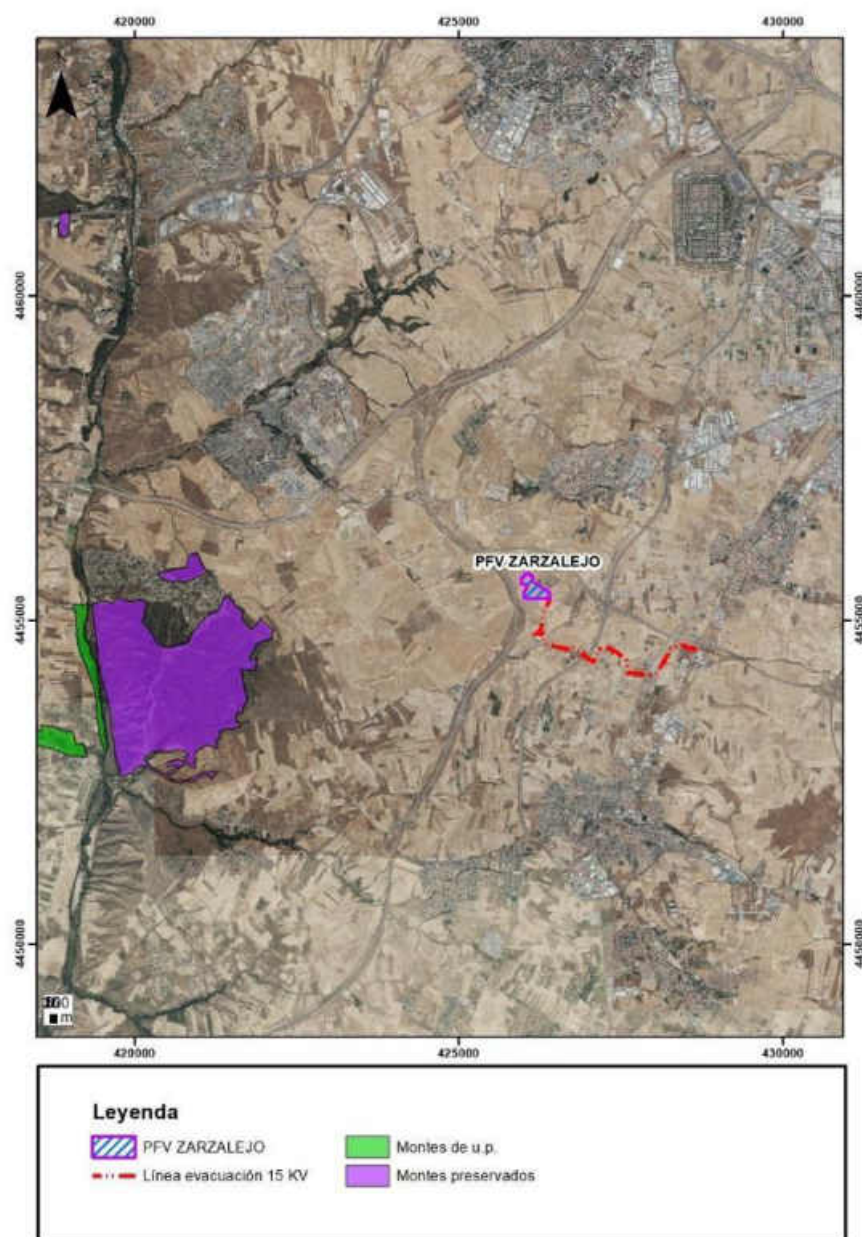 420000 425000 430000
4460000 4460000
PFV ZARZALEJO
4455000 4455000
4450000 4450000
m
420000 425000 430000
Leyenda
PFV ZARZALEJO Montes de u.p.
Línea evacuación 15 KV Montes preservados